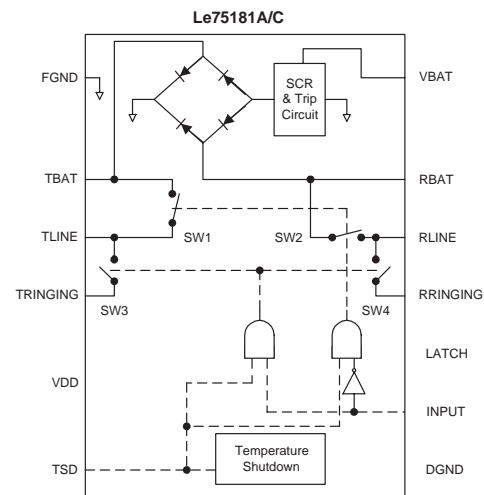 Le75181A/C
FGND
SCR
& Trip
Circuit
VBAT
TBAT
RBAT
TLINE
SW1
SW2
RLINE
TRINGING
SW3
SW4
RRINGING
LATCH
VDD
INPUT
TSD
Temperature
Shutdown
DGND